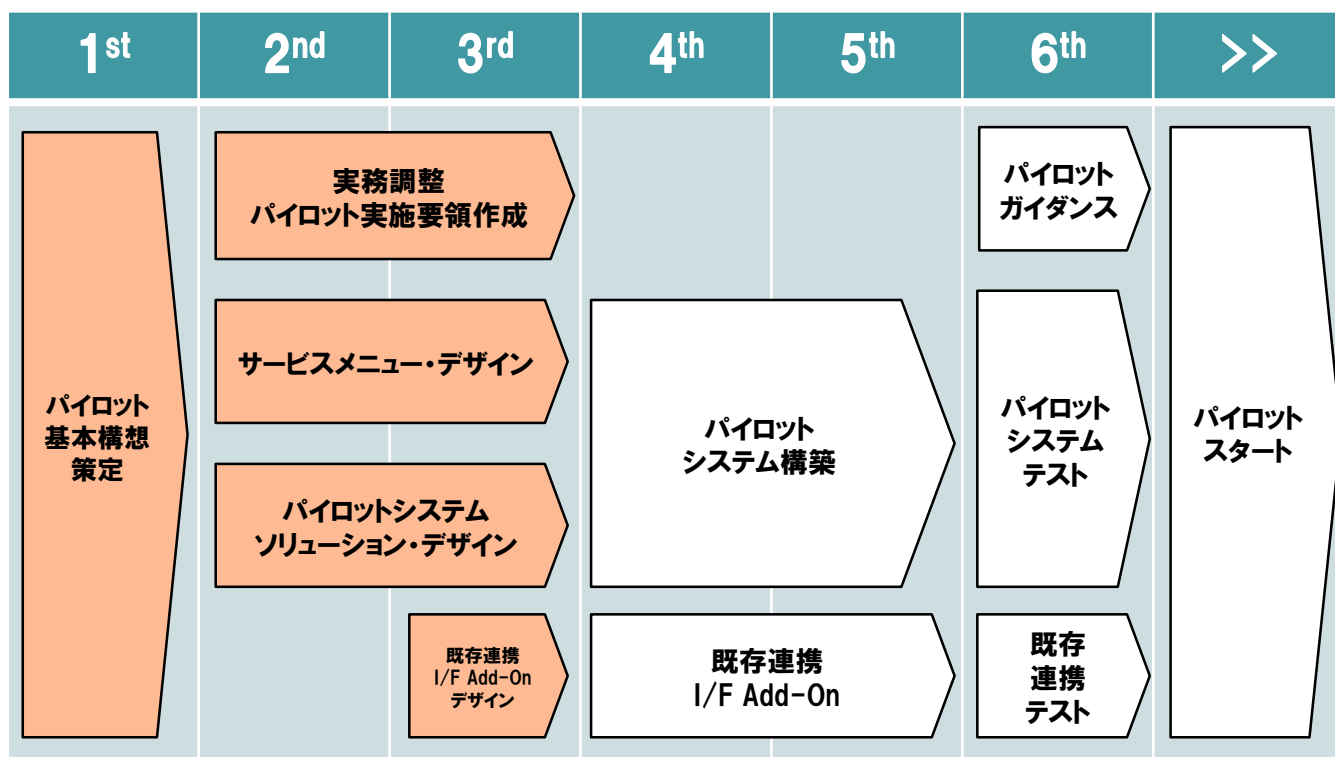 1st
2nd
3rd
4th
5th
6th
>>
パイロット
基本構想
策定
実務調整
パイロット実施要領作成
サービスメニュー・デザイン
パイロットシステム
ソリューション・デザイン
既存連携
I/F Add-On
デザイン
パイロット
システム構築
既存連携
I/F Add-On
パイロット
ガイダンス
パイロット
システム
テスト
既存
連携
テスト
パイロット
スタート